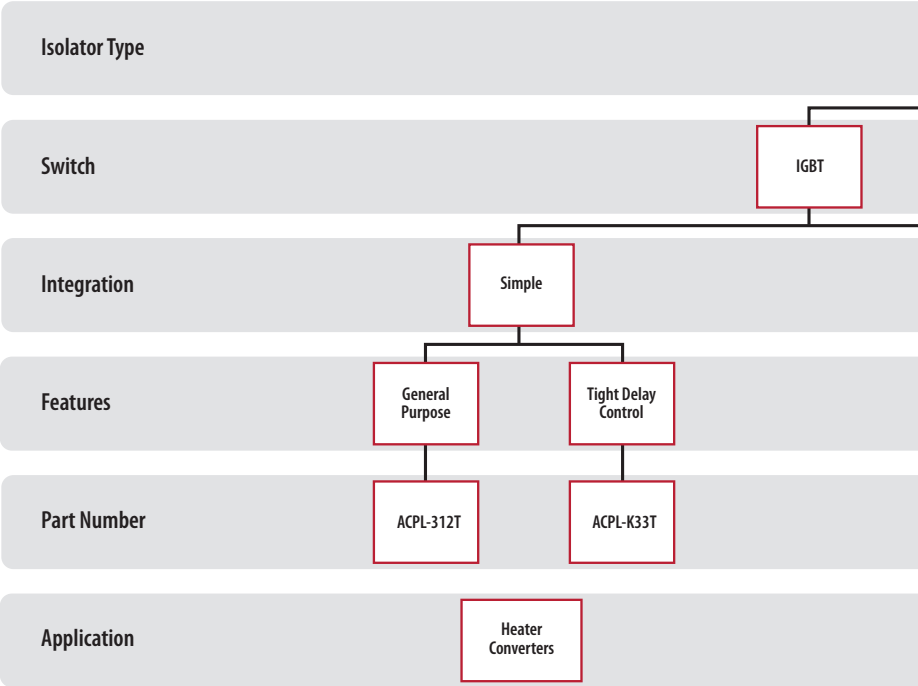 Isolator Type
Switch
IGBT
Integration
Simple
Features
General
Purpose
Tight Delay
Control
Part Number
ACPL-312T
ACPL-K33T
Application
Heater
Converters